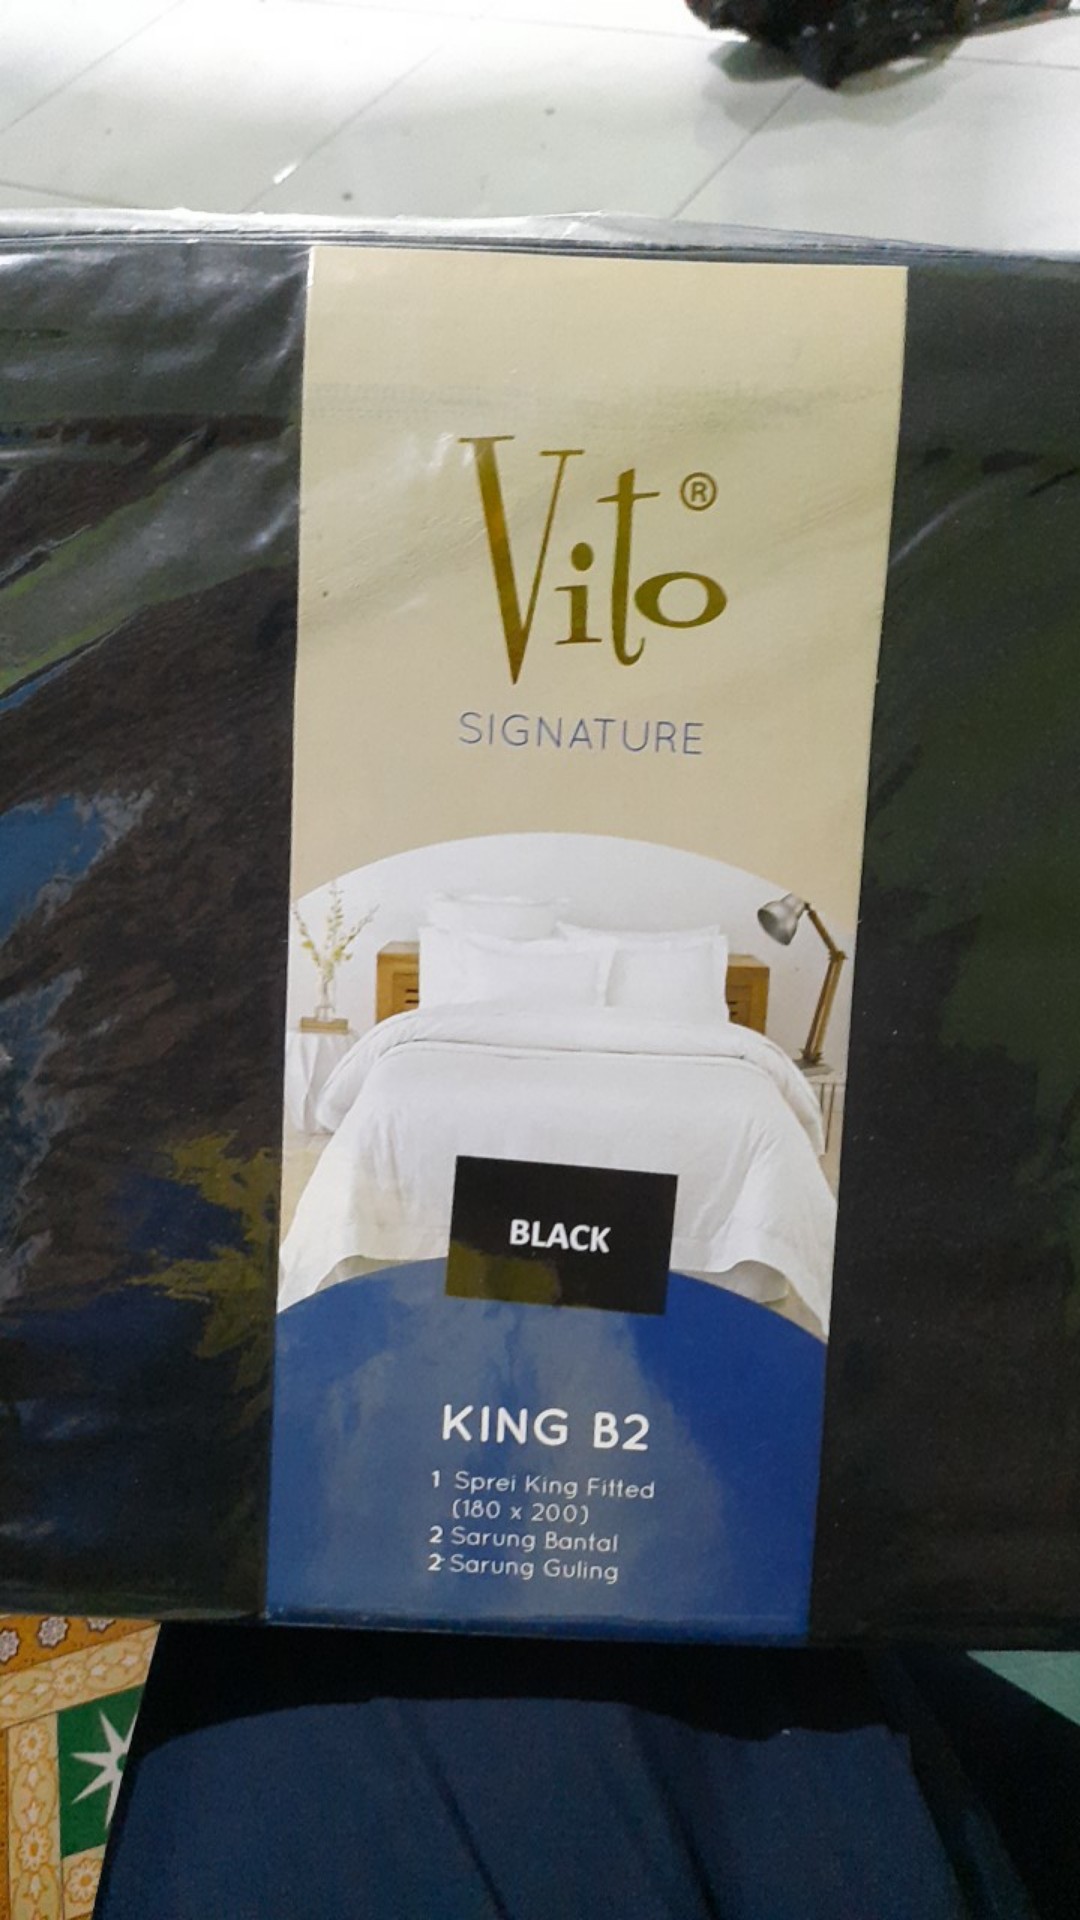 Vito®
SIGNATURE
BLACK
KING B2
1 Sprei King Fitted
(180 x 200)
2 Sarung Bantal
2 Sarung Guling